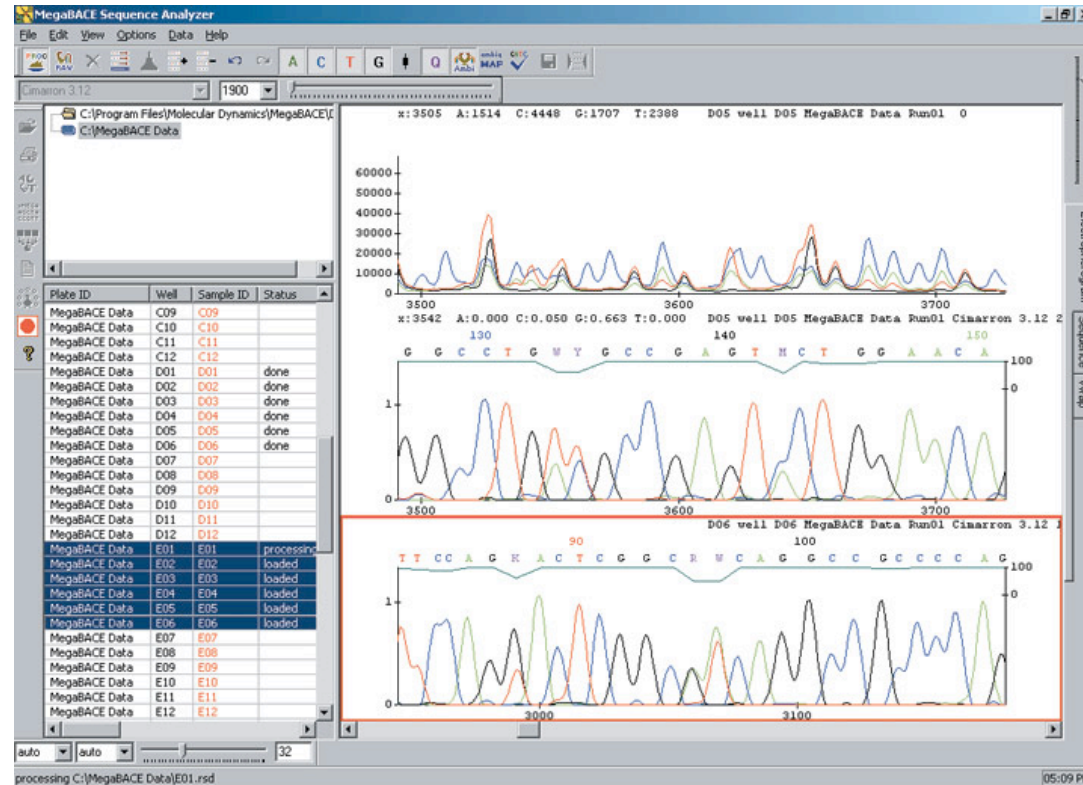 MegaBACE Sequence Analyzer
File Edit View Options Data Help
A C T G Q Ambi MAP
Cimarron 3.12 1900
C:\Program Files\Molecular Dynamics\MegaBACE\
C:\MegaBACE Data
Plate ID Well Sample ID Status
MegaBACE Data C09 C09
MegaBACE Data C10 C10
MegaBACE Data C11 C11
MegaBACE Data C12 C12
MegaBACE Data D01 D01 done
MegaBACE Data D02 D02 done
MegaBACE Data D03 D03 done
MegaBACE Data D04 D04 done
MegaBACE Data D05 D05 done
MegaBACE Data D06 D06 done
MegaBACE Data D07 D07
MegaBACE Data D08 D08
MegaBACE Data D09 D09
MegaBACE Data D10 D10
MegaBACE Data D11 D11
MegaBACE Data D12 D12
MegaBACE Data E01 E01 processing
MegaBACE Data E02 E02 loaded
MegaBACE Data E03 E03 loaded
MegaBACE Data E04 E04 loaded
MegaBACE Data E05 E05 loaded
MegaBACE Data E06 E06 loaded
MegaBACE Data E07 E07
MegaBACE Data E08 E08
MegaBACE Data E09 E09
MegaBACE Data E10 E10
MegaBACE Data E11 E11
MegaBACE Data E12 E12
x:3505 A:1514 C:4448 G:1707 T:2388 D05 well D05 MegaBACE Data Run01 0
60000
50000
40000
30000
20000
10000
0
3500 3600 3700
x:3542 A:0.000 C:0.050 G:0.663 T:0.000 D05 well D05 MegaBACE Data Run01 Cimarron 3.12 2
130 140 150
G G C C T G W Y G C C G A G T M C T G G A A C A
100
0
1
0
3500 3600 3700
D06 well D06 MegaBACE Data Run01 Cimarron 3.12
90 100
T T C C A G K A C T C G G C R W C A G G C C G C C C C A G
100
0
1
0
3000 3100
auto auto 32
processing C:\MegaBACE Data\E01.rsd 05:09 P